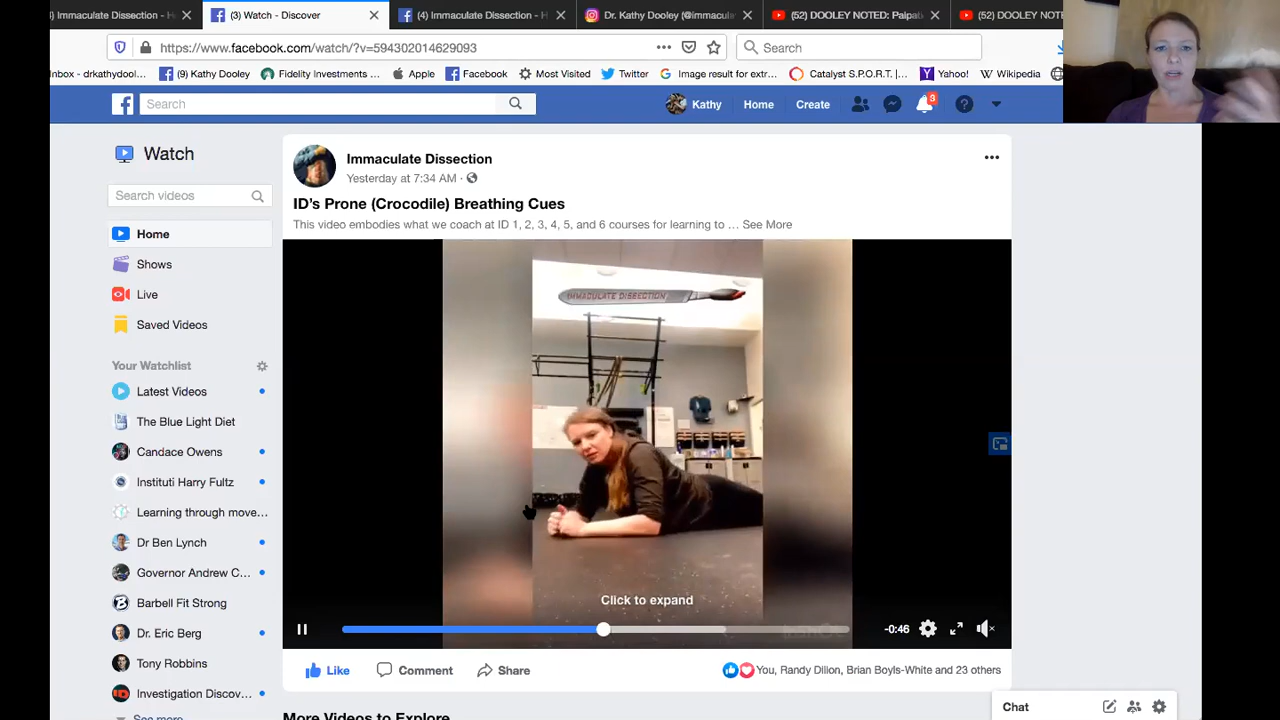 ) Immaculate Dissection - H
(3) Watch - Discover
(4) Immaculate Dissection - H
Dr. Kathy Dooley (@immacul
(52) DOOLEY NOTED: Palpat
(52) DOOLEY NOTE
https://www.facebook.com/watch/?v=594302014629093
Search
Inbox - drkathydool...
(9) Kathy Dooley
Fidelity Investments ...
Apple
Facebook
Most Visited
Twitter
Image result for extr...
Catalyst S.P.O.R.T. |...
Yahoo!
Wikipedia
Search
Kathy
Home
Create
3
Watch
Search videos
Home
Shows
Live
Saved Videos
Your Watchlist
Latest Videos
The Blue Light Diet
Candace Owens
Instituti Harry Fultz
Learning through move...
Dr Ben Lynch
Governor Andrew C...
Barbell Fit Strong
Dr. Eric Berg
Tony Robbins
Investigation Discov...
See more
Immaculate Dissection
Yesterday at 7:34 AM ·
ID's Prone (Crocodile) Breathing Cues
This video embodies what we coach at ID 1, 2, 3, 4, 5, and 6 courses for learning to ... See More
IMMACULATE DISSECTION
Click to expand
-0:46
Like
Comment
Share
You, Randy Dillon, Brian Boyls-White and 23 others
More Videos to Explore
Chat